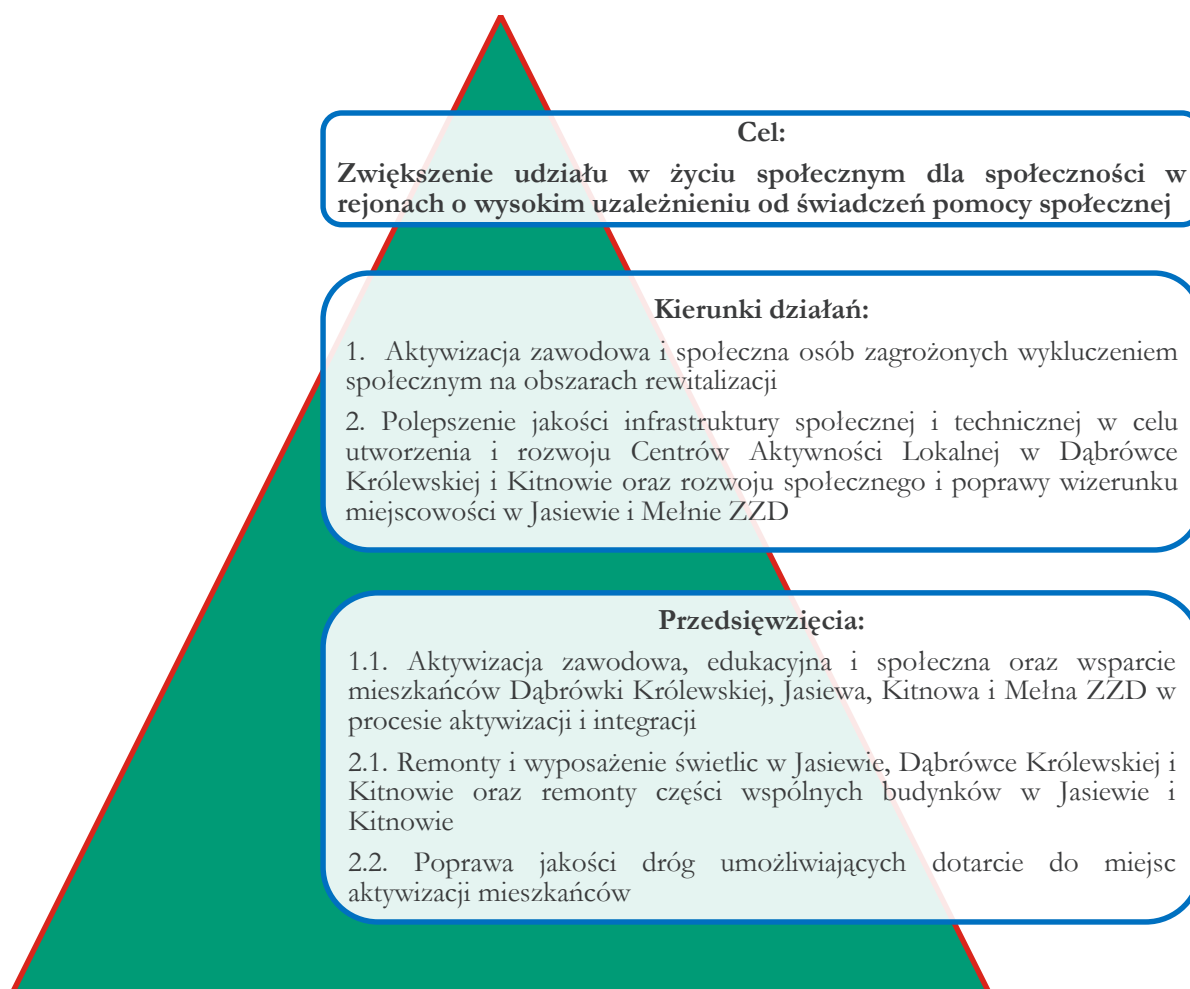 Cel:
Zwiększenie udziału w życiu społecznym dla społeczności w
rejonach o wysokim uzależnieniu od świadczeń pomocy społecznej
Kierunki działań:
1. Aktywizacja zawodowa i społeczna osób zagrożonych wykluczeniem
społecznym na obszarach rewitalizacji
2. Polepszenie jakości infrastruktury społecznej i technicznej w celu
utworzenia i rozwoju Centrów Aktywności Lokalnej w Dąbrówce
Królewskiej i Kitnowie oraz rozwoju społecznego i poprawy wizerunku
miejscowości w Jasiewie i Mełnie ZZD
Przedsięwzięcia:
1.1. Aktywizacja zawodowa, edukacyjna i społeczna oraz wsparcie
mieszkańców Dąbrówki Królewskiej, Jasiewa, Kitnowa i Mełna ZZD w
procesie aktywizacji i integracji
2.1. Remonty i wyposażenie świetlic w Jasiewie, Dąbrówce Królewskiej i
Kitnowie oraz remonty części wspólnych budynków w Jasiewie i
Kitnowie
2.2. Poprawa jakości dróg umożliwiających dotarcie do miejsc
aktywizacji mieszkańców